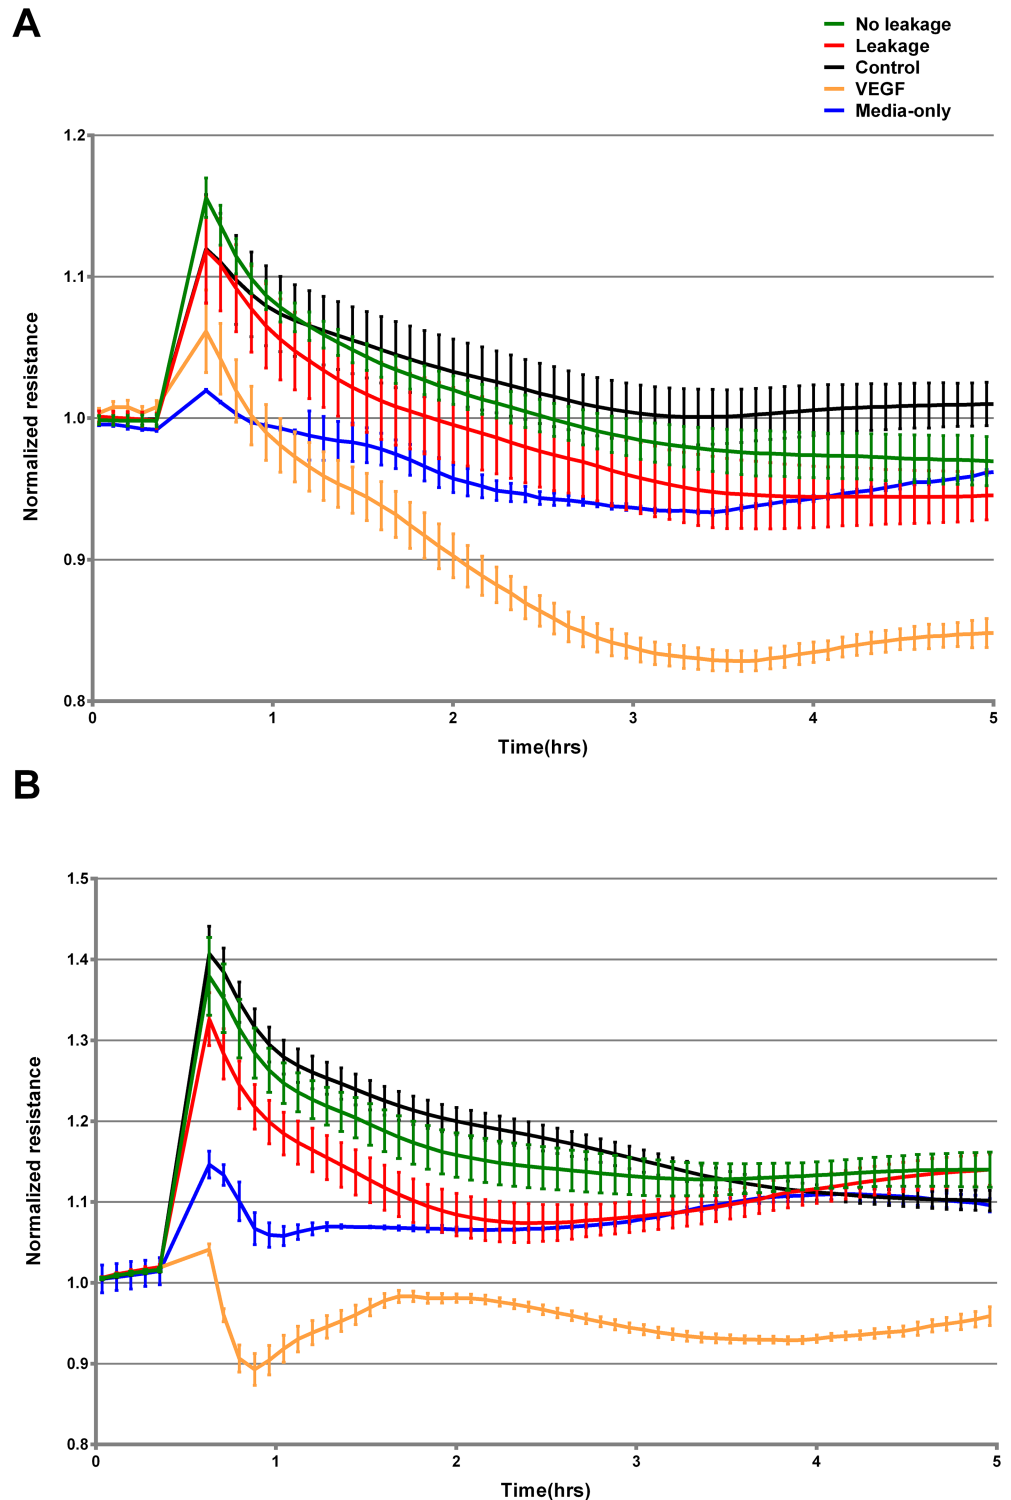 A
No leakage
Leakage
Control
VEGF
Media-only
Normalized resistance
1.2
1.1
1.0
0.9
0.8
0 1 2 3 4 5
Time(hrs)
B
Normalized resistance
1.5
1.4
1.3
1.2
1.1
1.0
0.9
0.8
0 1 2 3 4 5
Time(hrs)